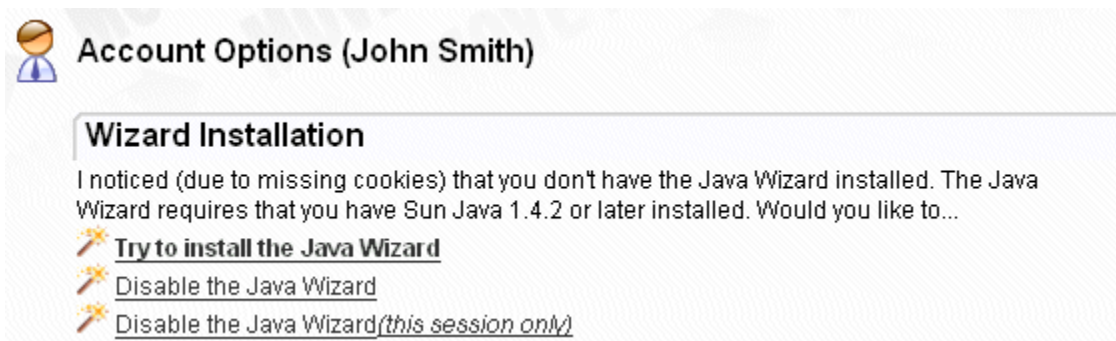 Account Options (John Smith)
Wizard Installation
I noticed (due to missing cookies) that you don't have the Java Wizard installed. The Java
Wizard requires that you have Sun Java 1.4.2 or later installed. Would you like to...
Try to install the Java Wizard
Disable the Java Wizard
Disable the Java Wizard(this session only)